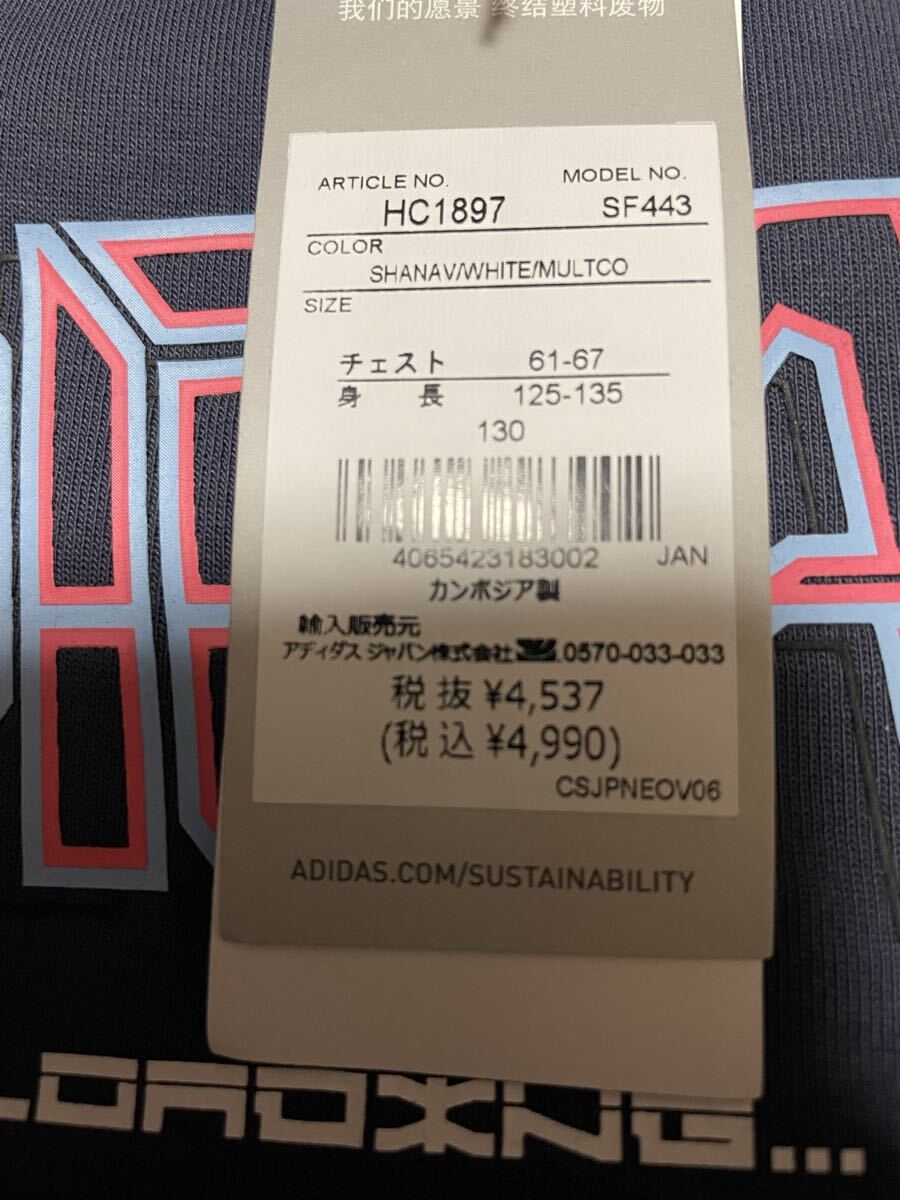 我们的愿景 终结塑料废物
ARTICLE NO. MODEL NO.
HC1897 SF443
COLOR
SHANAV/WHITE/MULTCO
SIZE
チェスト 61-67
身長 125-135
130
4065423183002 JAN
カンボジア製
輸入販売元
アディダス ジャパン株式会社 0570-033-033
税抜 ¥4,537
(税込 ¥4,990)
CSJPNEOV06
ADIDAS.COM/SUSTAINABILITY
LOADING...